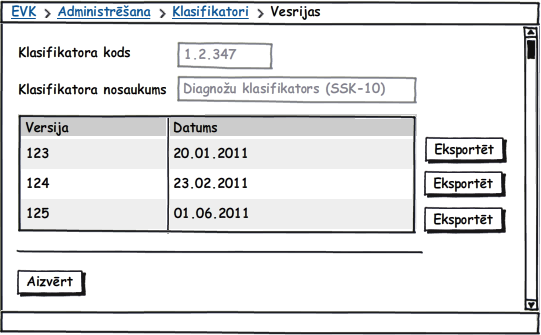 EVK > Administrēšana > Klasifikatori > Vesrijas
Klasifikatora kods 1.2.347
Klasifikatora nosaukums Diagnožu klasifikators (SSK-10)
Versija Datums
123 20.01.2011 Eksportēt
124 23.02.2011 Eksportēt
125 01.06.2011 Eksportēt
Aizvērt